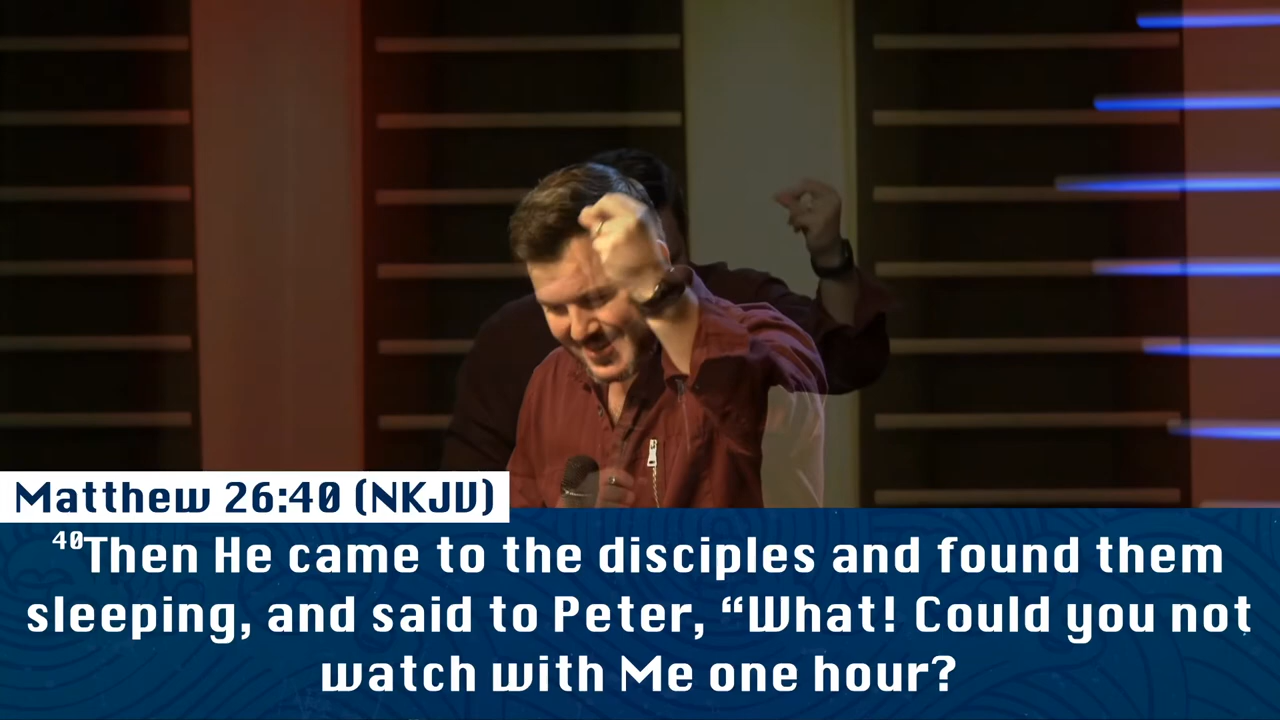 Matthew 26:40 (NKJV)
40Then He came to the disciples and found them
sleeping, and said to Peter, “What! Could you not
watch with Me one hour?